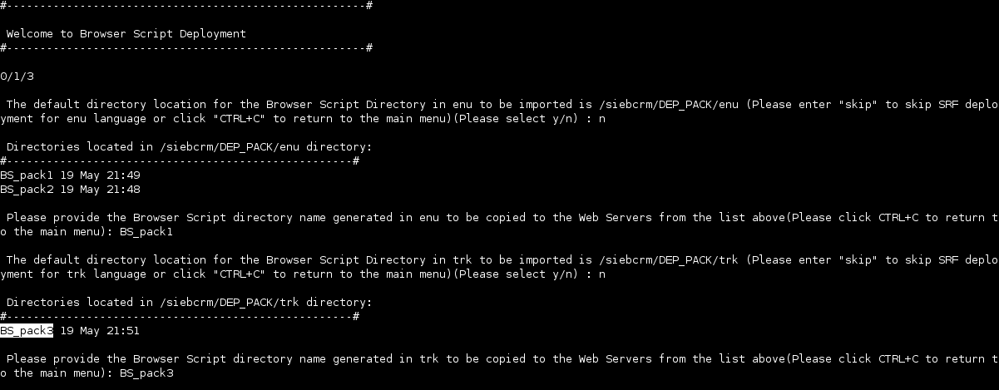 #------------------------------------------------------#
Welcome to Browser Script Deployment
#------------------------------------------------------#
0/1/3
The default directory location for the Browser Script Directory in enu to be imported is /siebcrm/DEP_PACK/enu (Please enter "skip" to skip SRF deplo
yment for enu language or click "CTRL+C" to return to the main menu)(Please select y/n) : n
Directories located in /siebcrm/DEP_PACK/enu directory:
#----------------------------------------------------#
BS_pack1 19 May 21:49
BS_pack2 19 May 21:48
Please provide the Browser Script directory name generated in enu to be copied to the Web Servers from the list above(Please click CTRL+C to return t
o the main menu): BS_pack1
The default directory location for the Browser Script Directory in trk to be imported is /siebcrm/DEP_PACK/trk (Please enter "skip" to skip SRF deplo
yment for trk language or click "CTRL+C" to return to the main menu)(Please select y/n) : n
Directories located in /siebcrm/DEP_PACK/trk directory:
#----------------------------------------------------#
BS_pack3 19 May 21:51
Please provide the Browser Script directory name generated in trk to be copied to the Web Servers from the list above(Please click CTRL+C to return t
o the main menu): BS_pack3